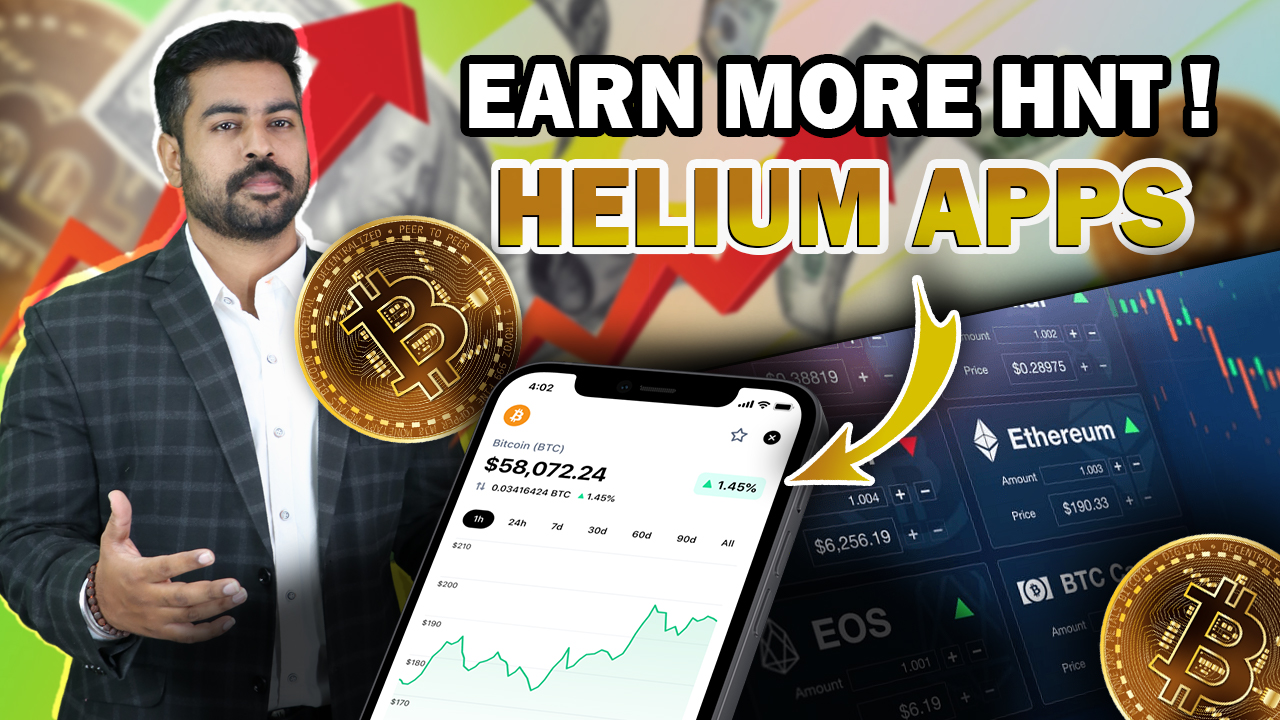 EARN MORE HNT !
HELIUM APPS
DECENTRALIZED • PEER TO PEER
4:02
Bitcoin (BTC)
$58,072.24
1.45%
0.03416424 BTC 1.45%
1h 24h 7d 30d 60d 90d All
$210
$200
$190
$180
$170
1.002
Price $0.28975
$0.38819
Ethereum
Amount 1.003
Price $190.33
1.004
$6,256.19
EOS
Amount 1.001
$6.19
BTC
Amount
Price
DIGITAL • DECENTRAL